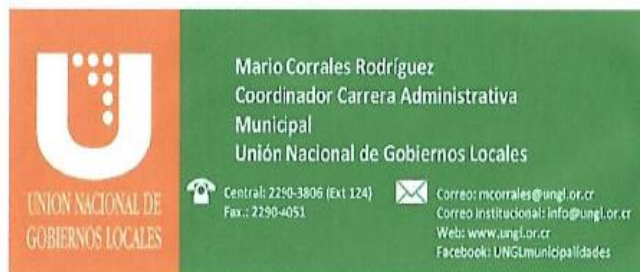 UNION NACIONAL DE
GOBIERNOS LOCALES
Mario Corrales Rodríguez
Coordinador Carrera Administrativa
Municipal
Unión Nacional de Gobiernos Locales
Central: 2290-3806 (Ext 124)
Fax.: 2290-4051
Correo: mcorrales@ungl.or.cr
Correo Institucional: info@ungl.or.cr
Web: www.ungl.or.cr
Facebook: UNGLmunicipalidades